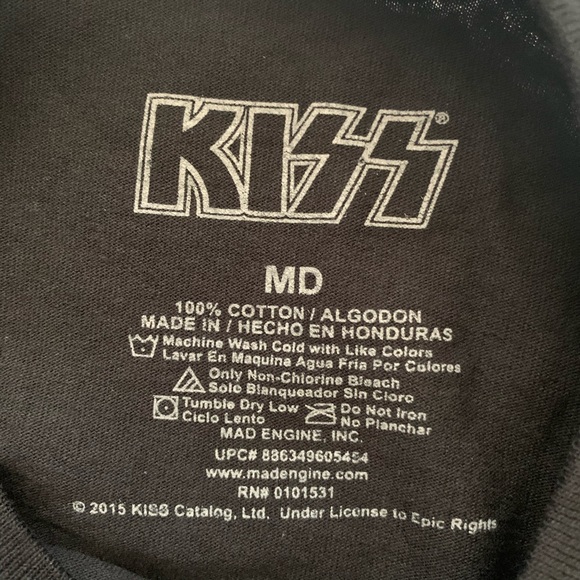 KISS®
MD
100% COTTON / ALGODON
MADE IN / HECHO EN HONDURAS
Machine Wash Cold with Like Colors
Lavar En Maquina Agua Fria Por Colores
Only Non-Chlorine Bleach
Solo Blanqueador Sin Cloro
Tumble Dry Low Do Not Iron
Ciclo Lento No Planchar
MAD ENGINE, INC.
UPC# 886349605454
www.madengine.com
RN# 0101531
© 2015 KISS Catalog, Ltd. Under License to Epic Rights